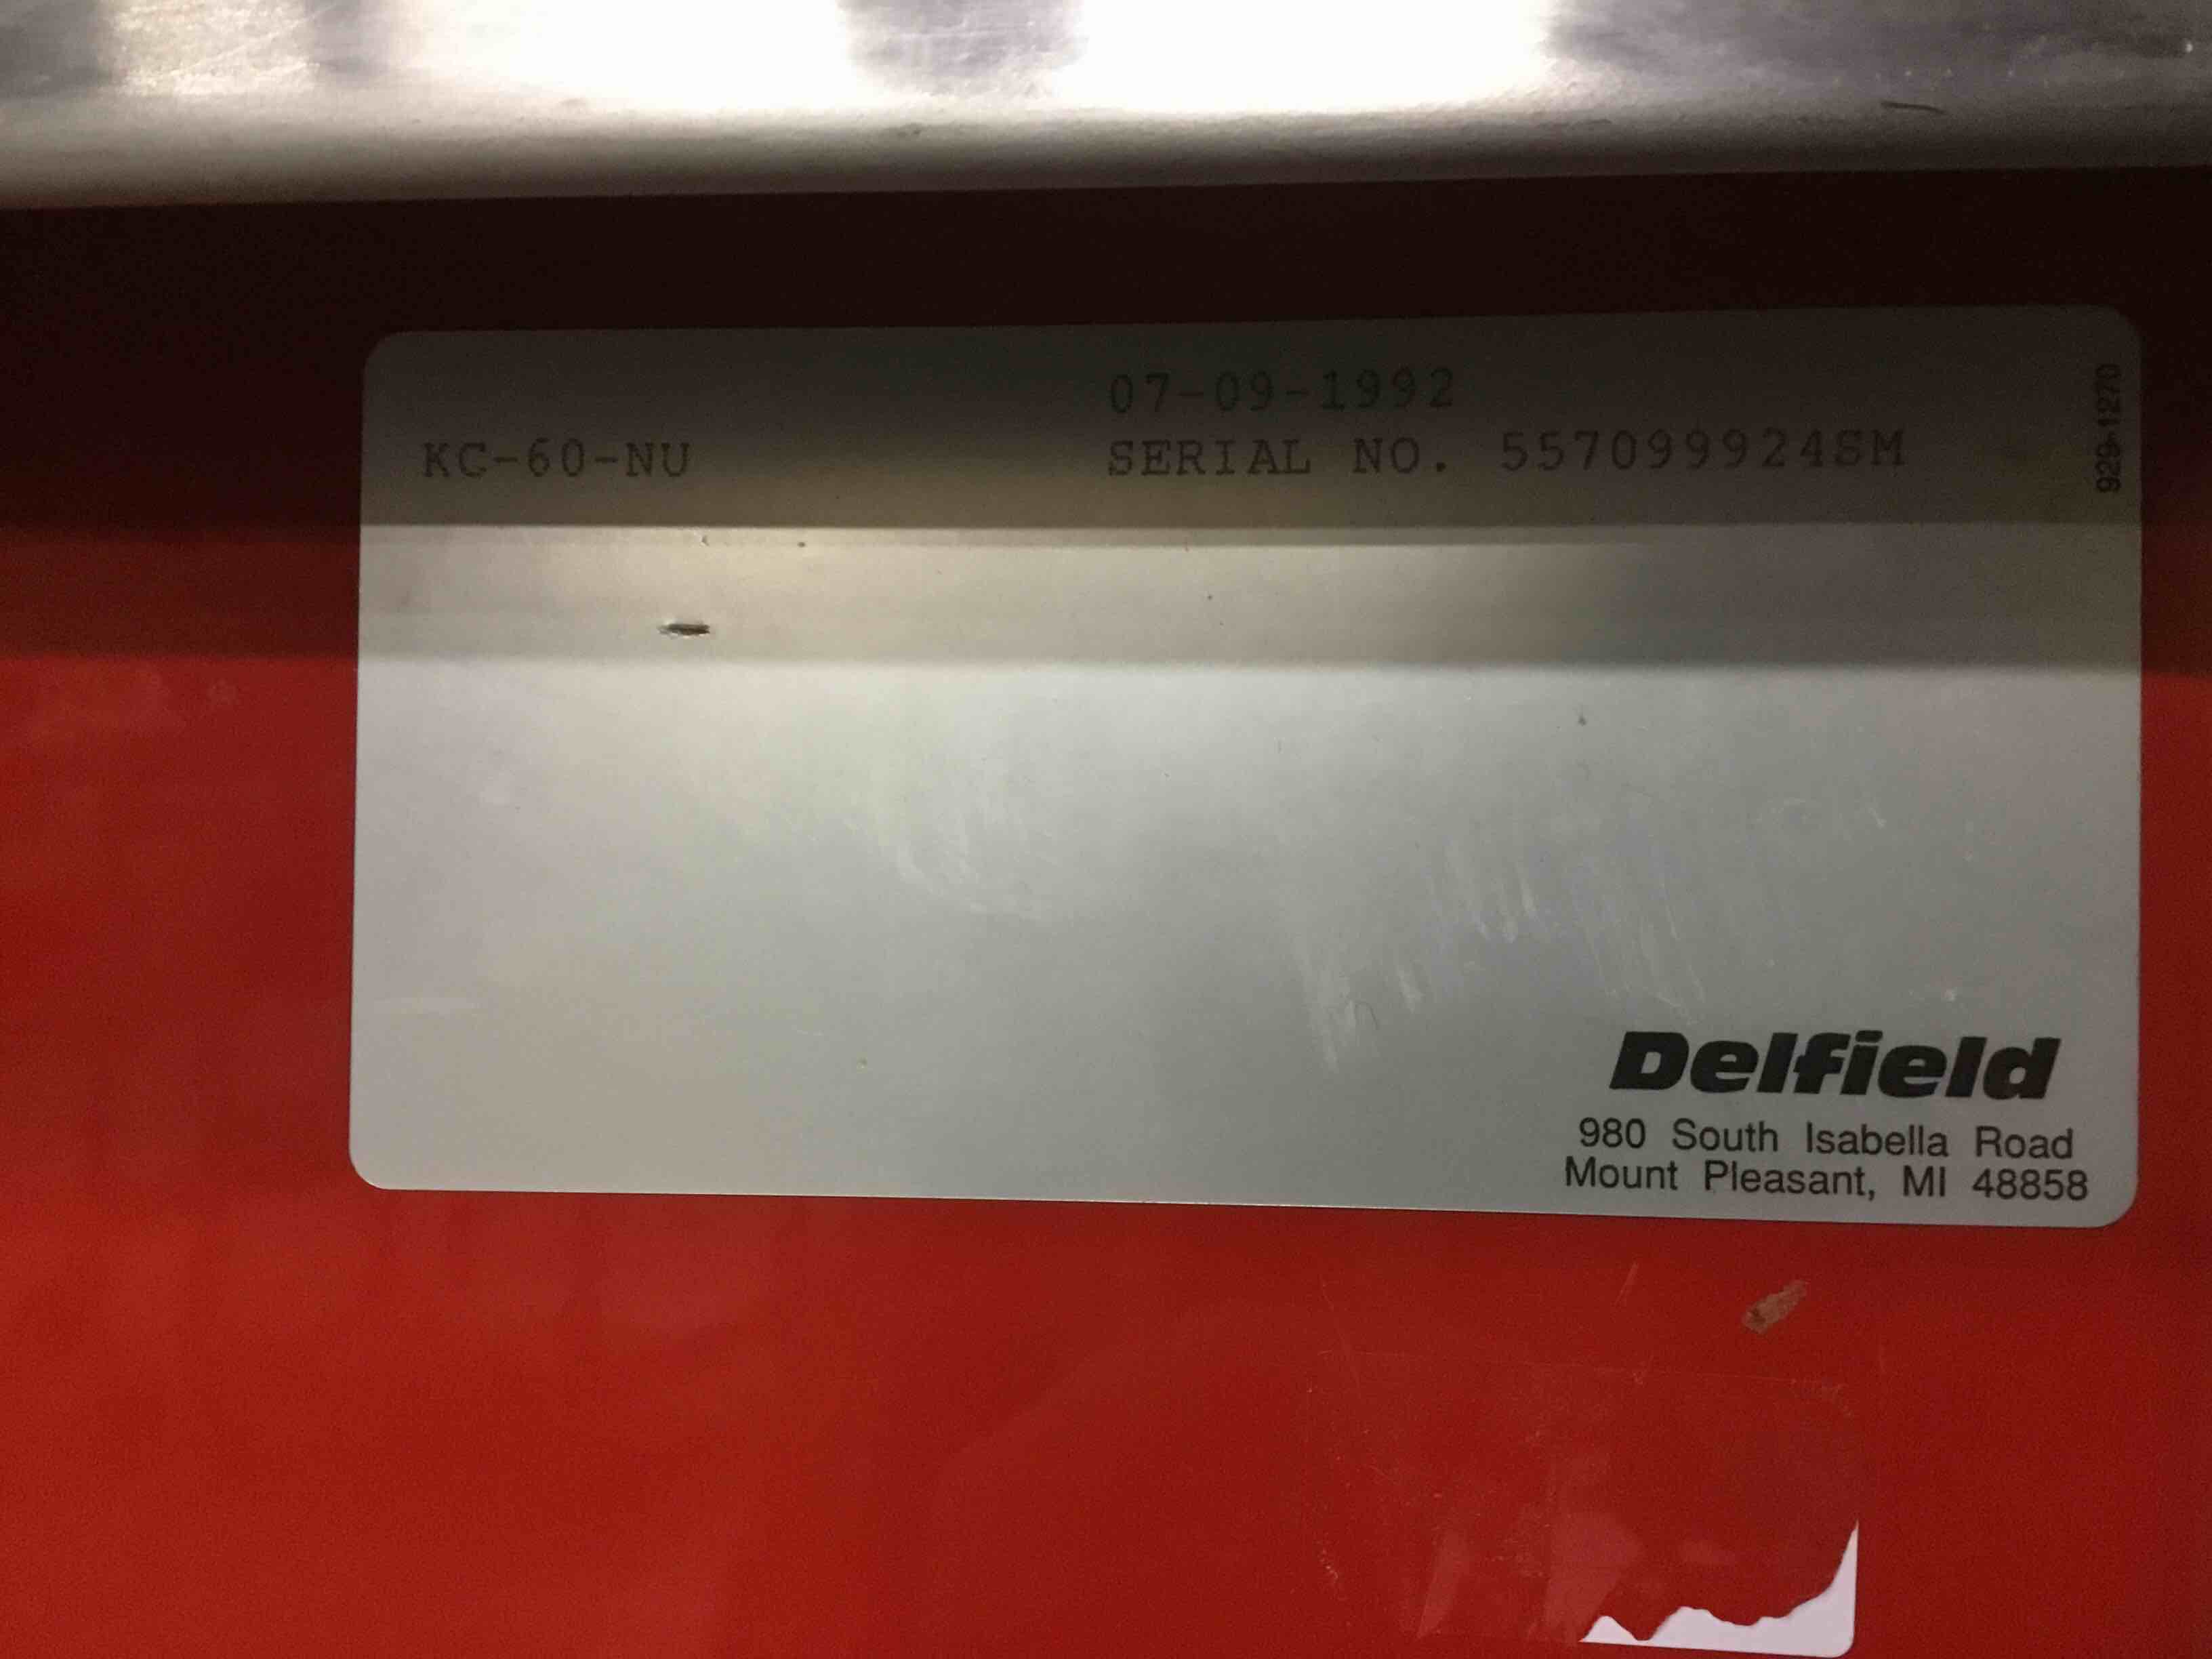 07-09-1992
KC-60-NU
SERIAL NO. 557099924SM
929-1270
Delfield
980 South Isabella Road
Mount Pleasant, MI 48858